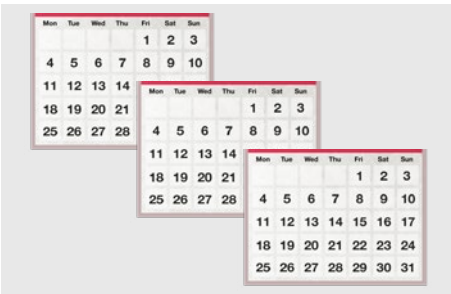 Mon Tue Wed Thu Fri Sat Sun
1 2 3
4 5 6 7 8 9 10
11 12 13 14
18 19 20 21
25 26 27 28
Mon Tue Wed Thu Fri Sat Sun
1 2 3
4 5 6 7 8 9 10
11 12 13 14
18 19 20 21
25 26 27 28
Mon Tue Wed Thu Fri Sat Sun
1 2 3
4 5 6 7 8 9 10
11 12 13 14 15 16 17
18 19 20 21 22 23 24
25 26 27 28 29 30 31